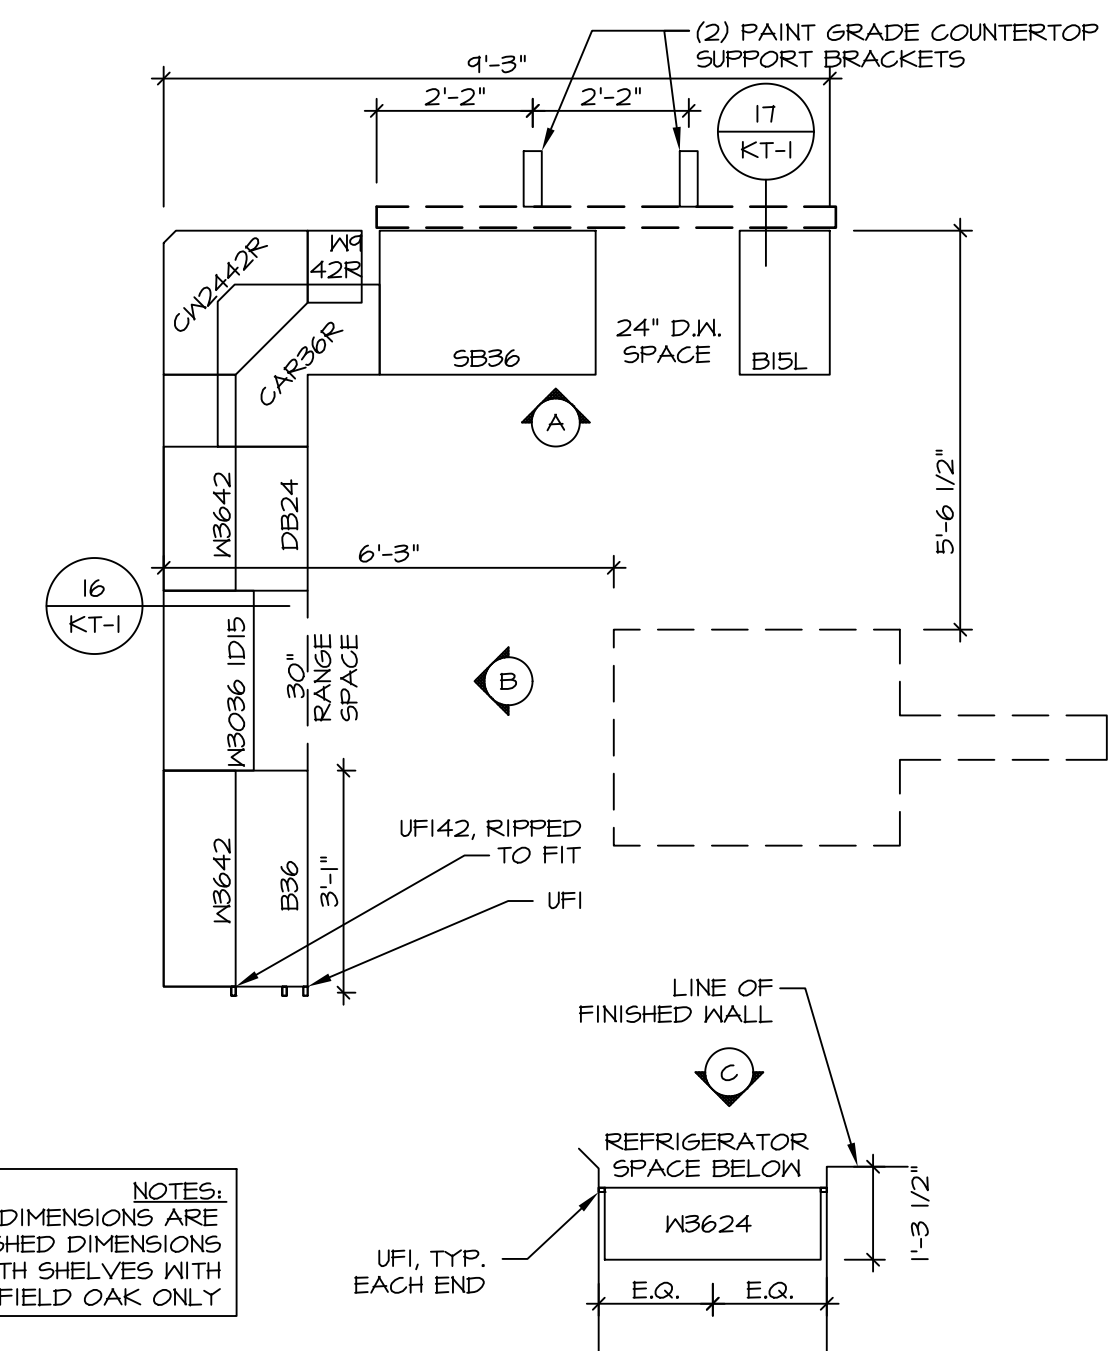 (2) PAINT GRADE COUNTERTOP
SUPPORT BRACKETS
9'-3"
2'-2"
2'-2"
17
KT-1
W9
42R
CW2442R
CAR36R
SB36
24" D.W.
SPACE
B15L
A
W3642
DB24
5'-6 1/2"
6'-3"
16
KT-1
W3036 1D15
30"
RANGE
SPACE
B
W3642
B36
3'-1"
UF142, RIPPED
TO FIT
UF1
LINE OF
FINISHED WALL
C
REFRIGERATOR
SPACE BELOW
W3624
1'-3 1/2"
UF1, TYP.
EACH END
E.Q.
E.Q.
NOTES:
DIMENSIONS ARE
SHED DIMENSIONS
TH SHELVES WITH
FIELD OAK ONLY